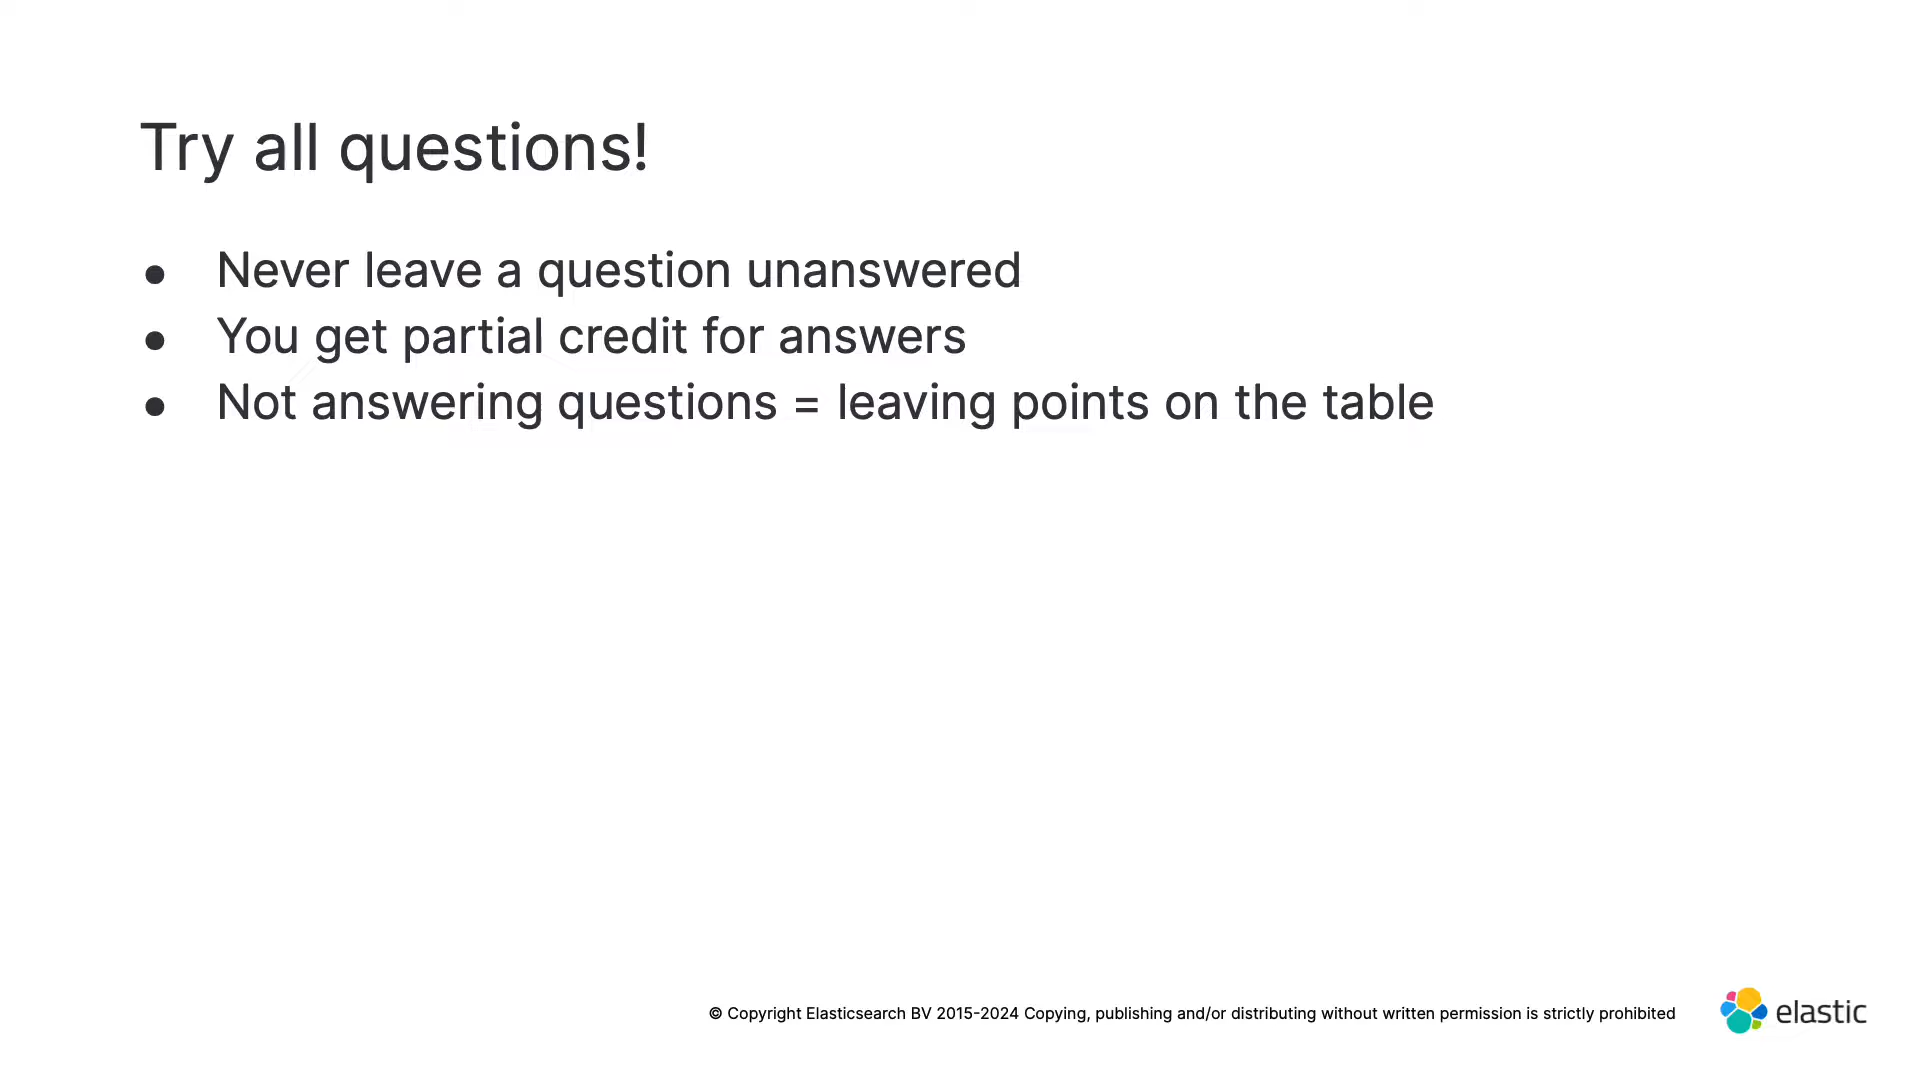 Try all questions!
● Never leave a question unanswered
● You get partial credit for answers
● Not answering questions = leaving points on the table
© Copyright Elasticsearch BV 2015-2024 Copying, publishing and/or distributing without written permission is strictly prohibited
elastic